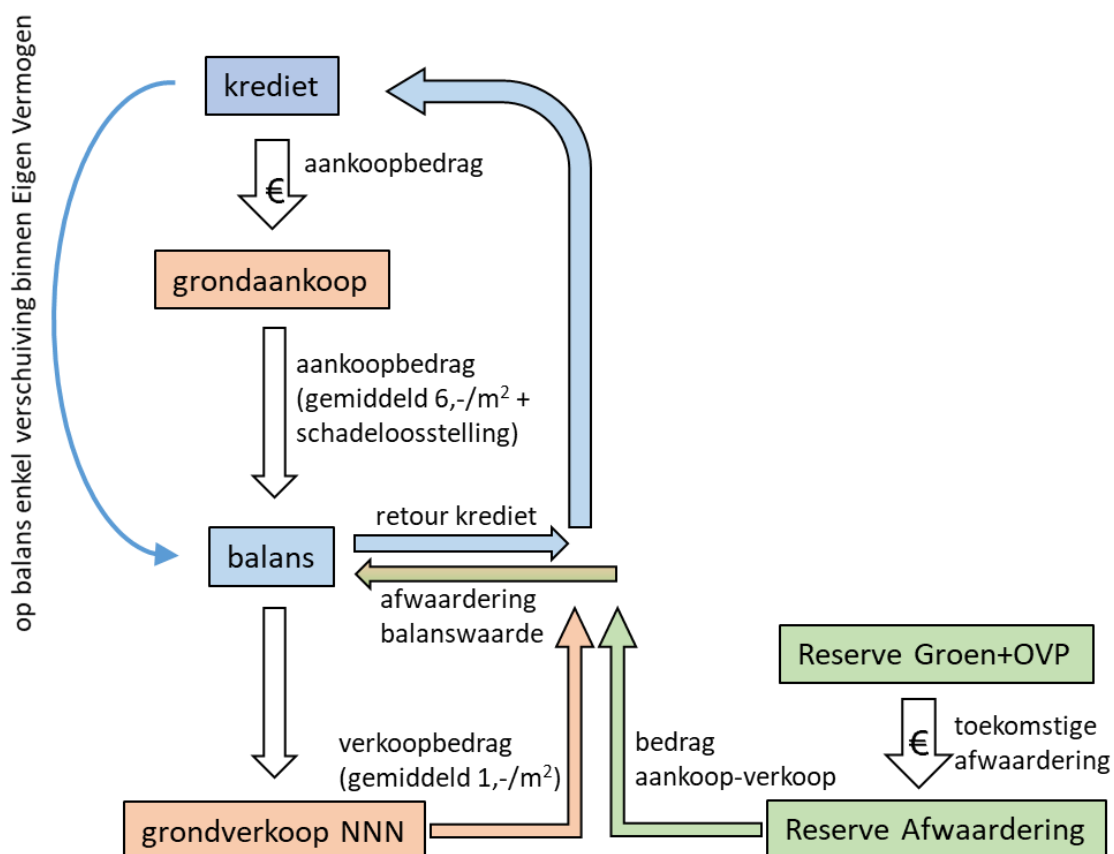 op balans enkel verschuiving binnen Eigen Vermogen
krediet
€
aankoopbedrag
grondaankoop
aankoopbedrag
(gemiddeld 6,-/m² +
schadeloosstelling)
retour krediet
balans
afwaardering
balanswaarde
Reserve Groen+OVP
€
toekomstige
afwaardering
verkoopbedrag
(gemiddeld 1,-/m²)
bedrag
aankoop-verkoop
grondverkoop NNN
Reserve Afwaardering